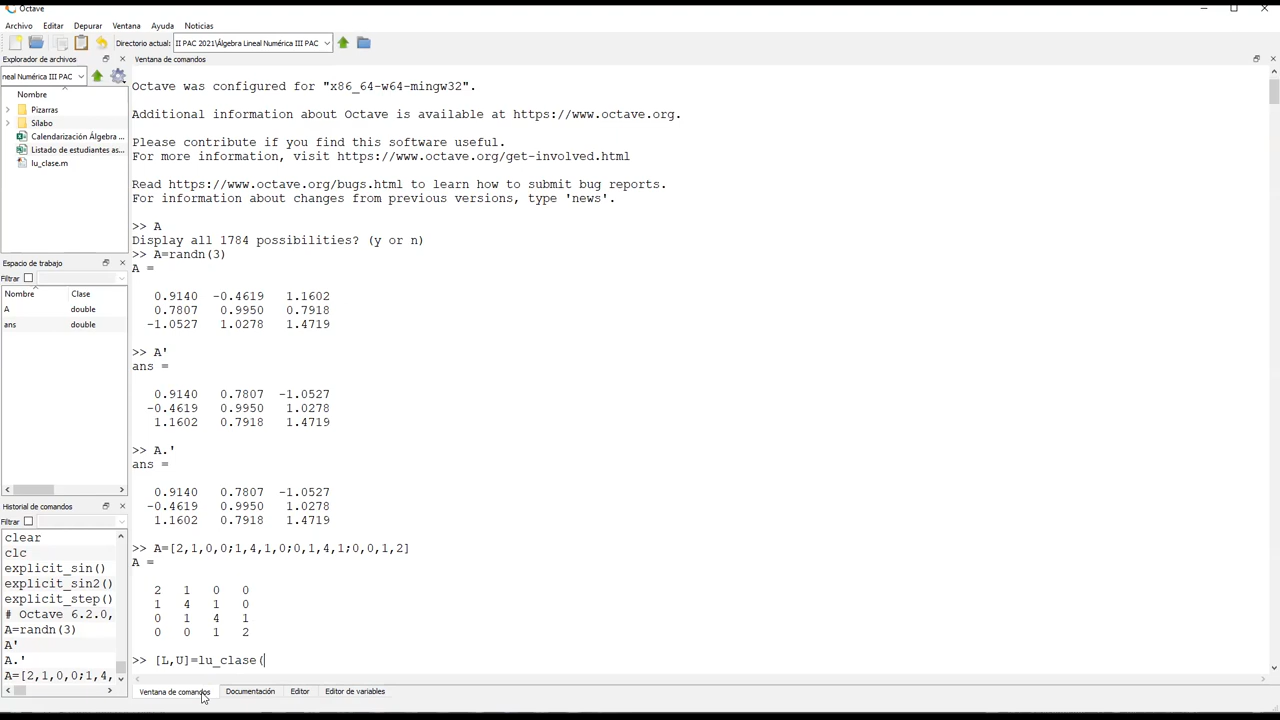 Octave
Archivo Editar Depurar Ventana Ayuda Noticias
Directorio actual: II PAC 2021\Álgebra Lineal Numérica III PAC
Explorador de archivos
neal Numérica III PAC
Nombre
Pizarras
Sílabo
Calendarización Álgebra ...
Listado de estudiantes as...
lu_clase.m
Espacio de trabajo
Filtrar
Nombre Clase
A double
ans double
Historial de comandos
Filtrar
clear
clc
explicit_sin()
explicit_sin2()
explicit_step()
# Octave 6.2.0,
A=randn(3)
A'
A.'
A=[2,1,0,0;1,4,
Ventana de comandos
Octave was configured for "x86_64-w64-mingw32".
Additional information about Octave is available at https://www.octave.org.
Please contribute if you find this software useful.
For more information, visit https://www.octave.org/get-involved.html
Read https://www.octave.org/bugs.html to learn how to submit bug reports.
For information about changes from previous versions, type 'news'.
>> A
Display all 1784 possibilities? (y or n)
>> A=randn(3)
A =
0.9140 -0.4619 1.1602
0.7807 0.9950 0.7918
-1.0527 1.0278 1.4719
>> A'
ans =
0.9140 0.7807 -1.0527
-0.4619 0.9950 1.0278
1.1602 0.7918 1.4719
>> A.'
ans =
0.9140 0.7807 -1.0527
-0.4619 0.9950 1.0278
1.1602 0.7918 1.4719
>> A=[2,1,0,0;1,4,1,0;0,1,4,1;0,0,1,2]
A =
2 1 0 0
1 4 1 0
0 1 4 1
0 0 1 2
>> [L,U]=lu_clase(
Ventana de comandos Documentación Editor Editor de variables